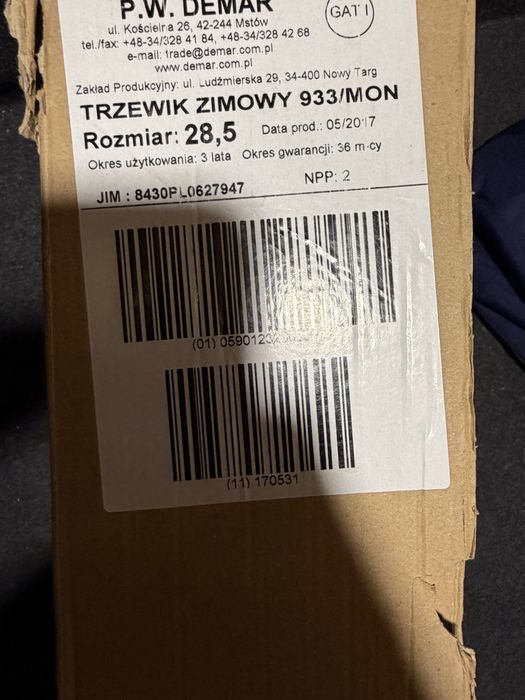 P.W. DEMAR
GAT I
ul. Kościelna 26, 42-244 Mstów
tel./fax: +48-34/328 41 84, +48-34/328 42 68
e-mail: trade@demar.com.pl
www.demar.com.pl
Zakład Produkcyjny: ul. Ludźmierska 29, 34-400 Nowy Targ
TRZEWIK ZIMOWY 933/MON
Rozmiar: 28,5 Data prod.: 05/2017
Okres użytkowania: 3 lata Okres gwarancji: 36 m-cy
JIM : 8430PL0627947 NPP: 2
(01)
(11) 170531